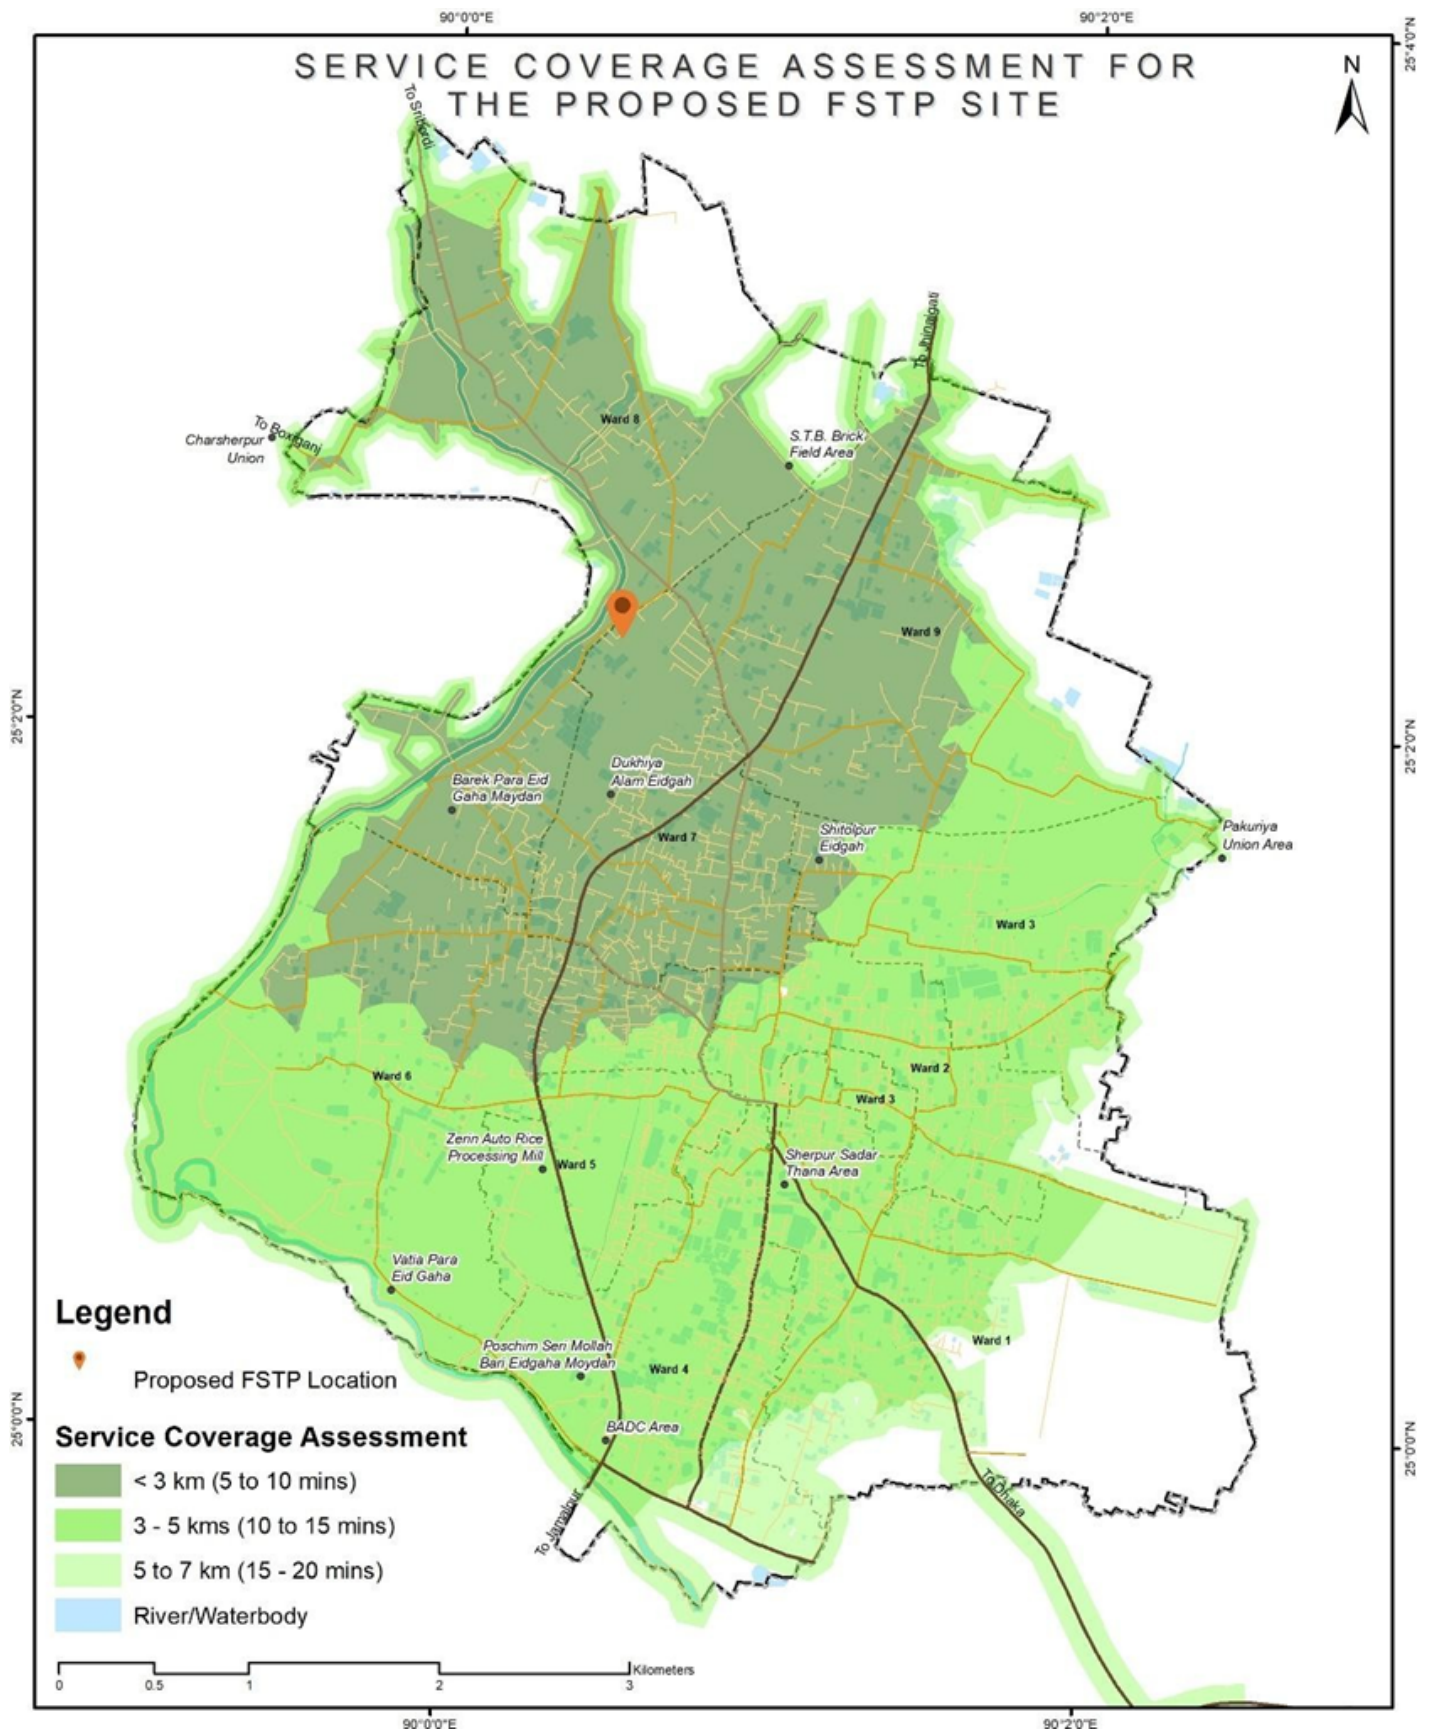 90°0'0"E
90°2'0"E
25°4'0"N
SERVICE COVERAGE ASSESSMENT FOR
THE PROPOSED FSTP SITE
N
To Sribordi
To Jhinaigati
Ward 8
To Boxiganj
Charsherpur
Union
S.T.B. Brick
Field Area
Ward 9
25°2'0"N
25°2'0"N
Dukhiya
Alam Eidgah
Barek Para Eid
Gaha Maydan
Ward 7
Shitolpur
Eidgah
Pakuriya
Union Area
Ward 3
Ward 2
Ward 6
Ward 3
Zerin Auto Rice
Processing Mill
Ward 5
Sherpur Sadar
Thana Area
Vatia Para
Eid Gaha
Ward 1
Poschim Seri Mollah
Bari Eidgaha Moydan
Ward 4
BADC Area
25°0'0"N
25°0'0"N
To Dhaka
To Jamalpur
Legend
Proposed FSTP Location
Service Coverage Assessment
< 3 km (5 to 10 mins)
3 - 5 kms (10 to 15 mins)
5 to 7 km (15 - 20 mins)
River/Waterbody
Kilometers
0 0.5 1 2 3
90°0'0"E
90°2'0"E